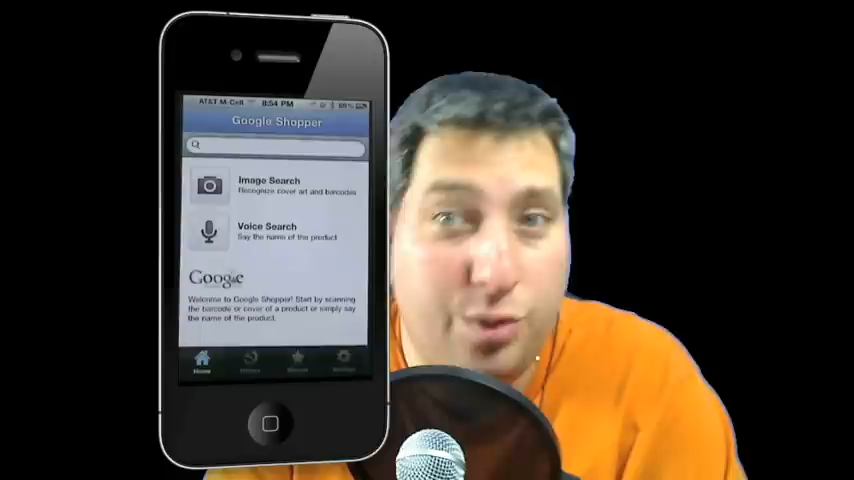 AT&T M-Cell 8:54 PM
Google Shopper
Image Search
Recognize cover art and barcodes
Voice Search
Say the name of the product
Google
Welcome to Google Shopper! Start by scanning
the barcode or cover of a product or simply say
the name of the product.
Home